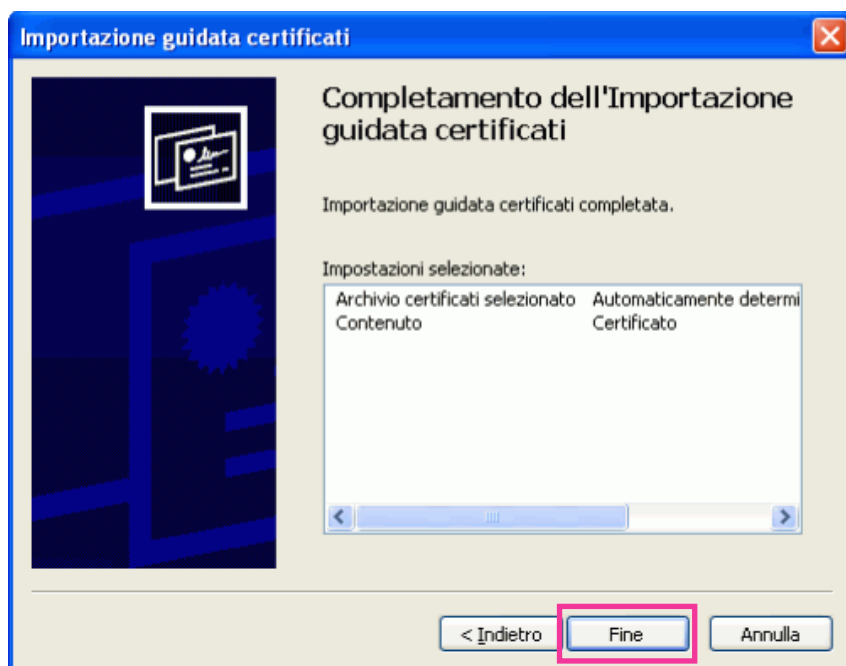 Importazione guidata certificati
Completamento dell'Importazione
guidata certificati
Importazione guidata certificati completata.
Impostazioni selezionate:
Archivio certificati selezionato Automaticamente determi
Contenuto Certificato
< Indietro Fine Annulla